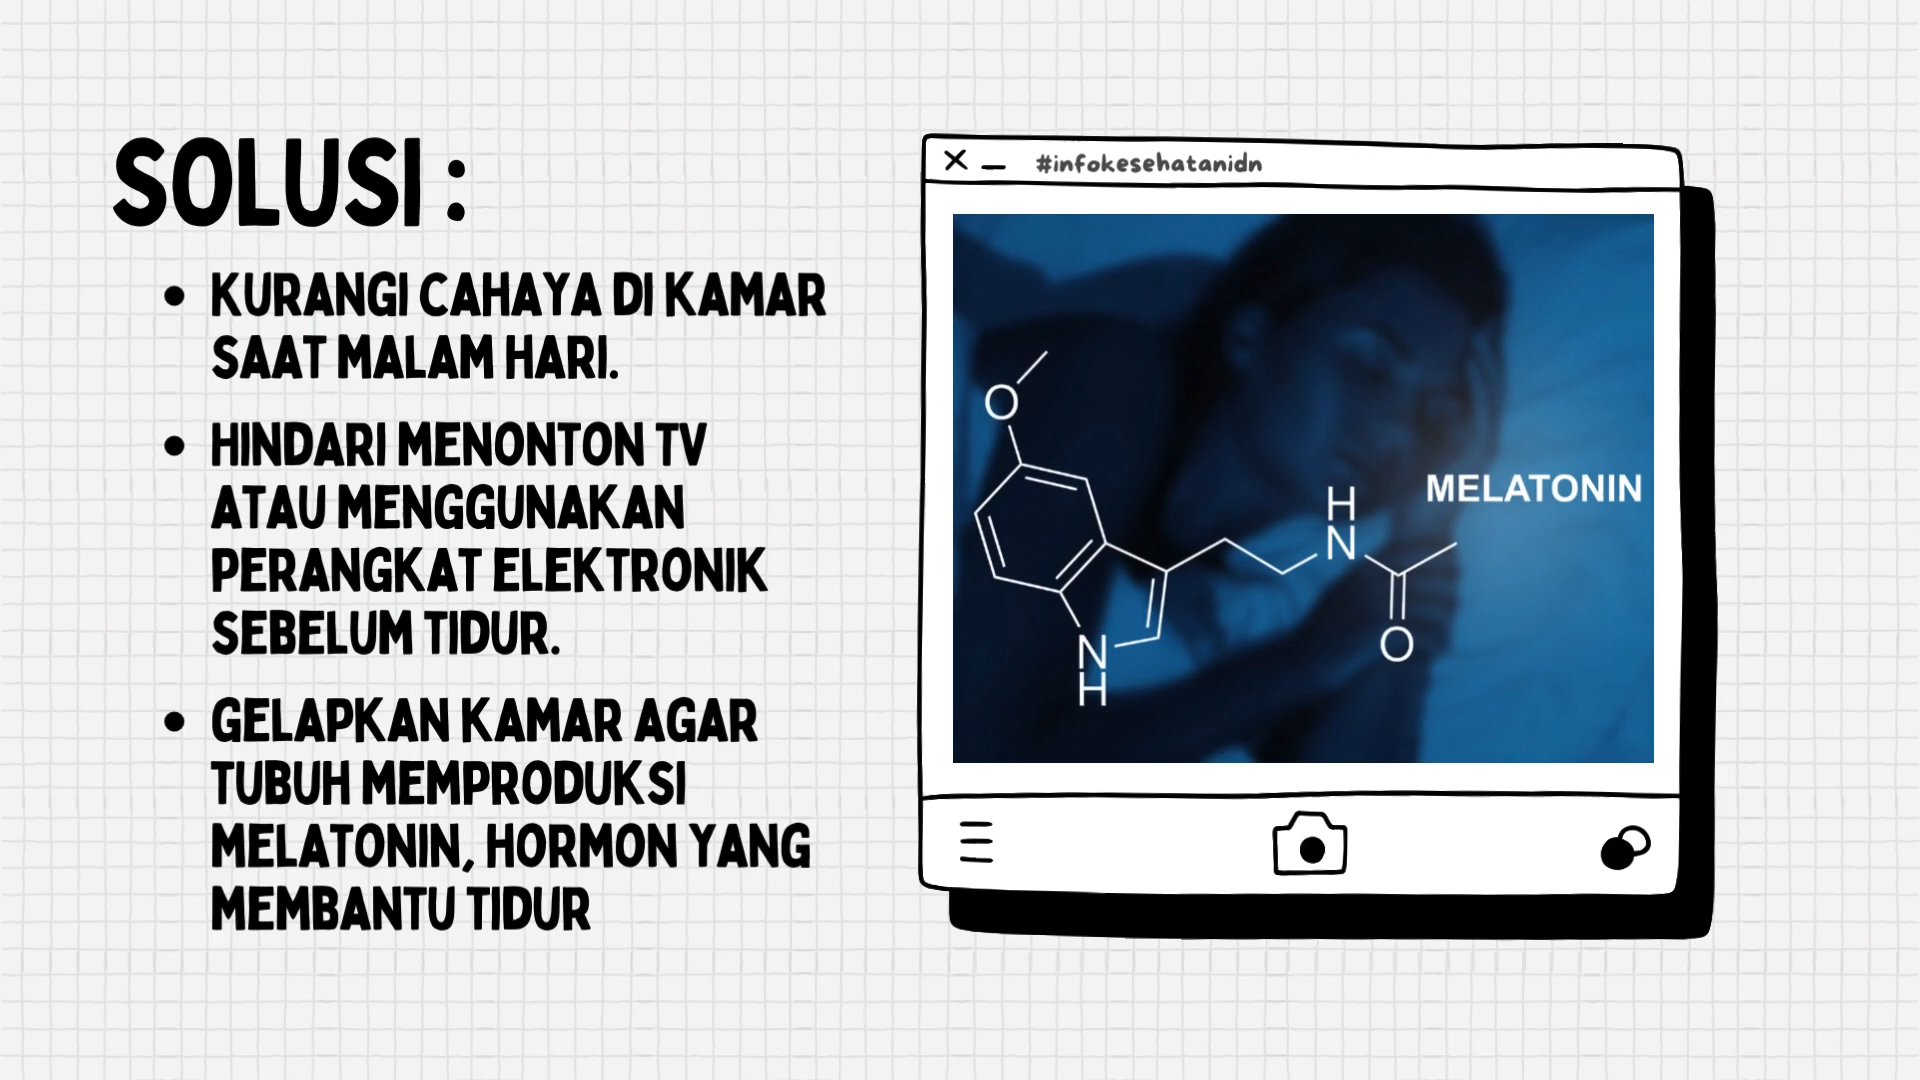 SOLUSI :
• KURANGI CAHAYA DI KAMAR
SAAT MALAM HARI.
• HINDARI MENONTON TV
ATAU MENGGUNAKAN
PERANGKAT ELEKTRONIK
SEBELUM TIDUR.
• GELAPKAN KAMAR AGAR
TUBUH MEMPRODUKSI
MELATONIN, HORMON YANG
MEMBANTU TIDUR
#infokesehatanidn
O
H
N
MELATONIN
O
N
H